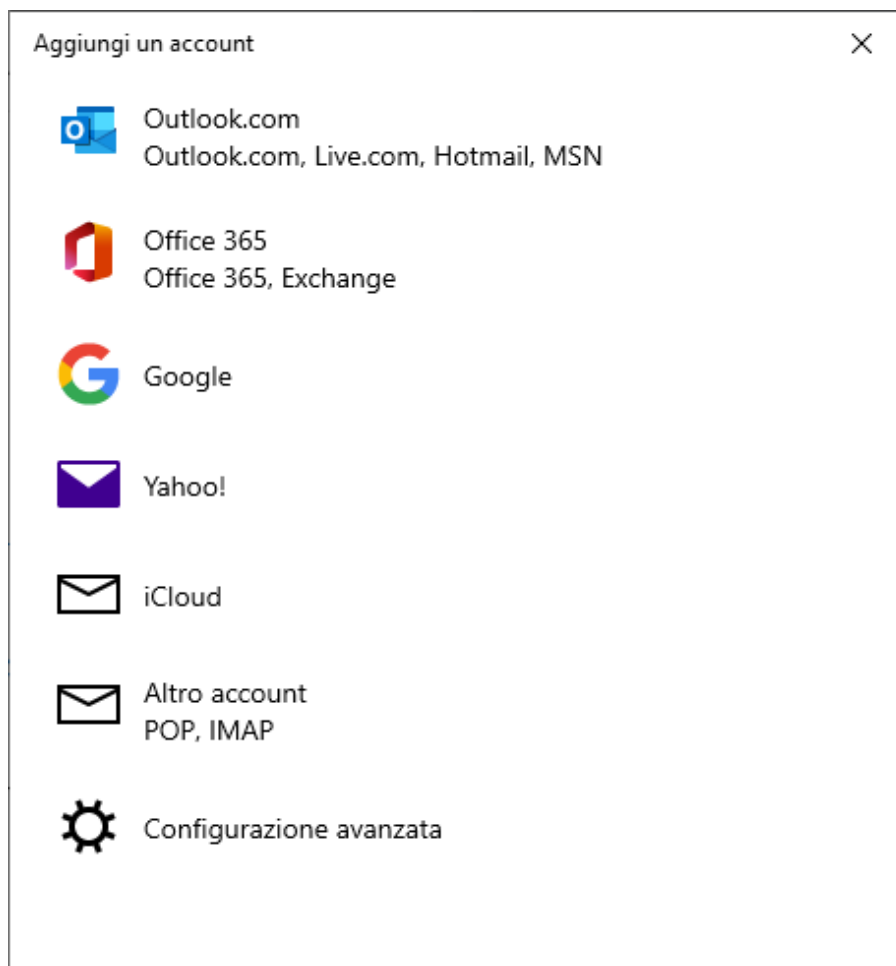 Aggiungi un account
Outlook.com
Outlook.com, Live.com, Hotmail, MSN
Office 365
Office 365, Exchange
Google
Yahoo!
iCloud
Altro account
POP, IMAP
Configurazione avanzata